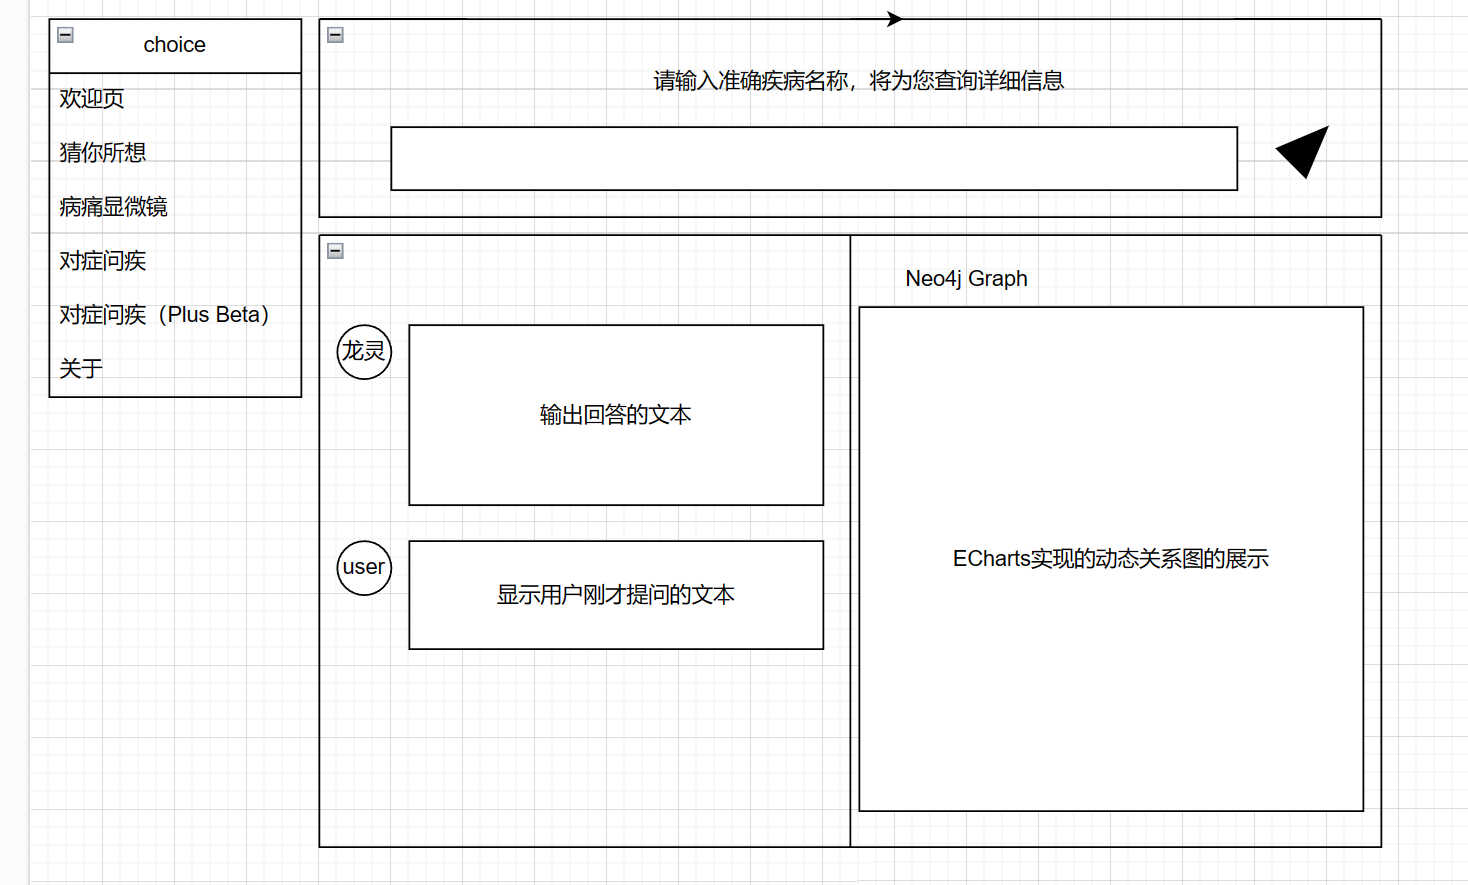 choice
欢迎页
猜你所想
病痛显微镜
对症问疾
对症问疾（Plus Beta）
关于
请输入准确疾病名称，将为您查询详细信息
龙灵
输出回答的文本
user
显示用户刚才提问的文本
Neo4j Graph
ECharts实现的动态关系图的展示